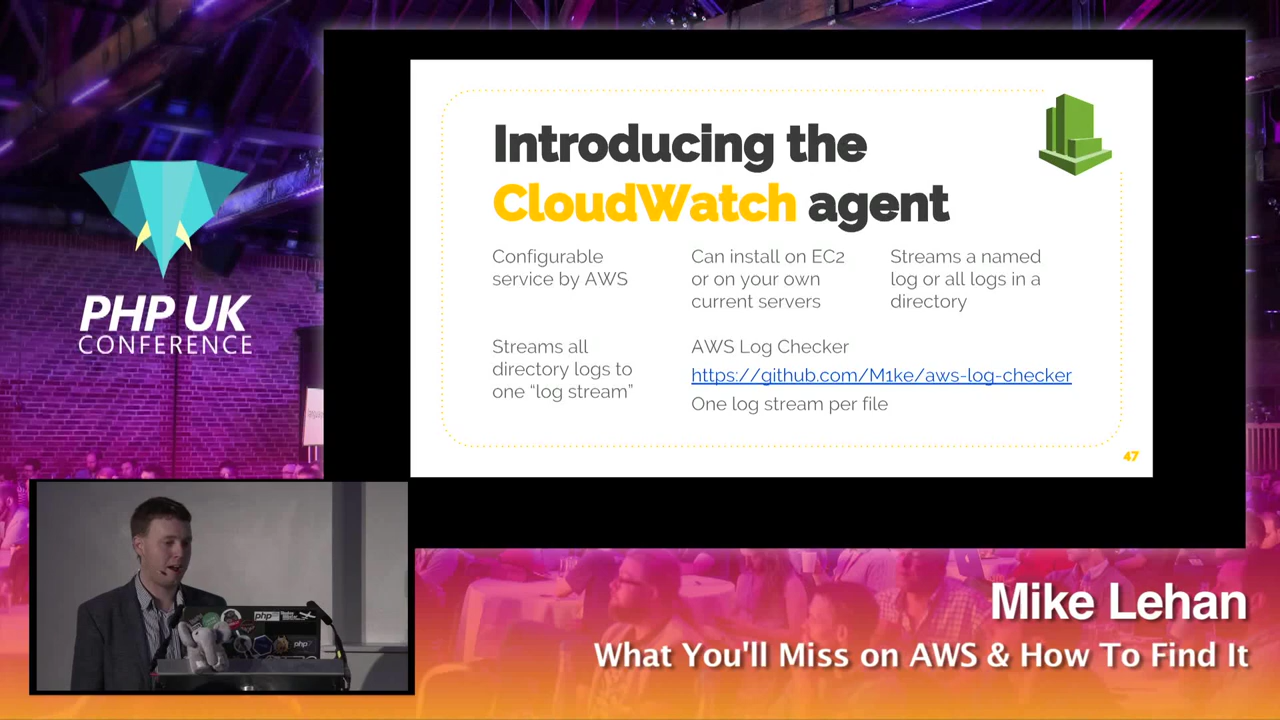 PHP UK
CONFERENCE
Introducing the
CloudWatch agent
Configurable
service by AWS
Can install on EC2
or on your own
current servers
Streams a named
log or all logs in a
directory
Streams all
directory logs to
one “log stream”
AWS Log Checker
https://github.com/M1ke/aws-log-checker
One log stream per file
47
php
php
Mike Lehan
What You'll Miss on AWS & How To Find It